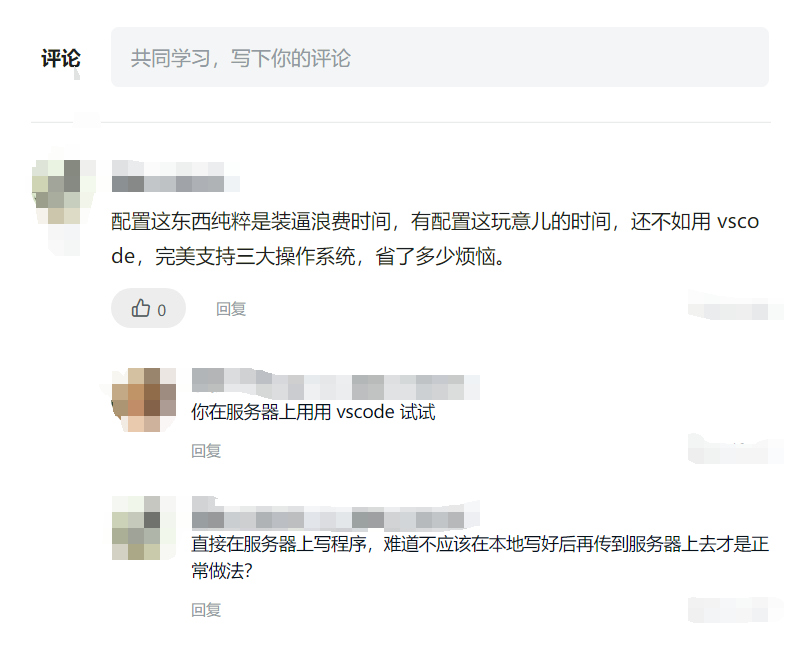 评论
共同学习，写下你的评论
配置这东西纯粹是装逼浪费时间，有配置这玩意儿的时间，还不如用 vsco
de，完美支持三大操作系统，省了多少烦恼。
0
回复
你在服务器上用用 vscode 试试
回复
直接在服务器上写程序，难道不应该在本地写好后再传到服务器上去才是正
常做法？
回复